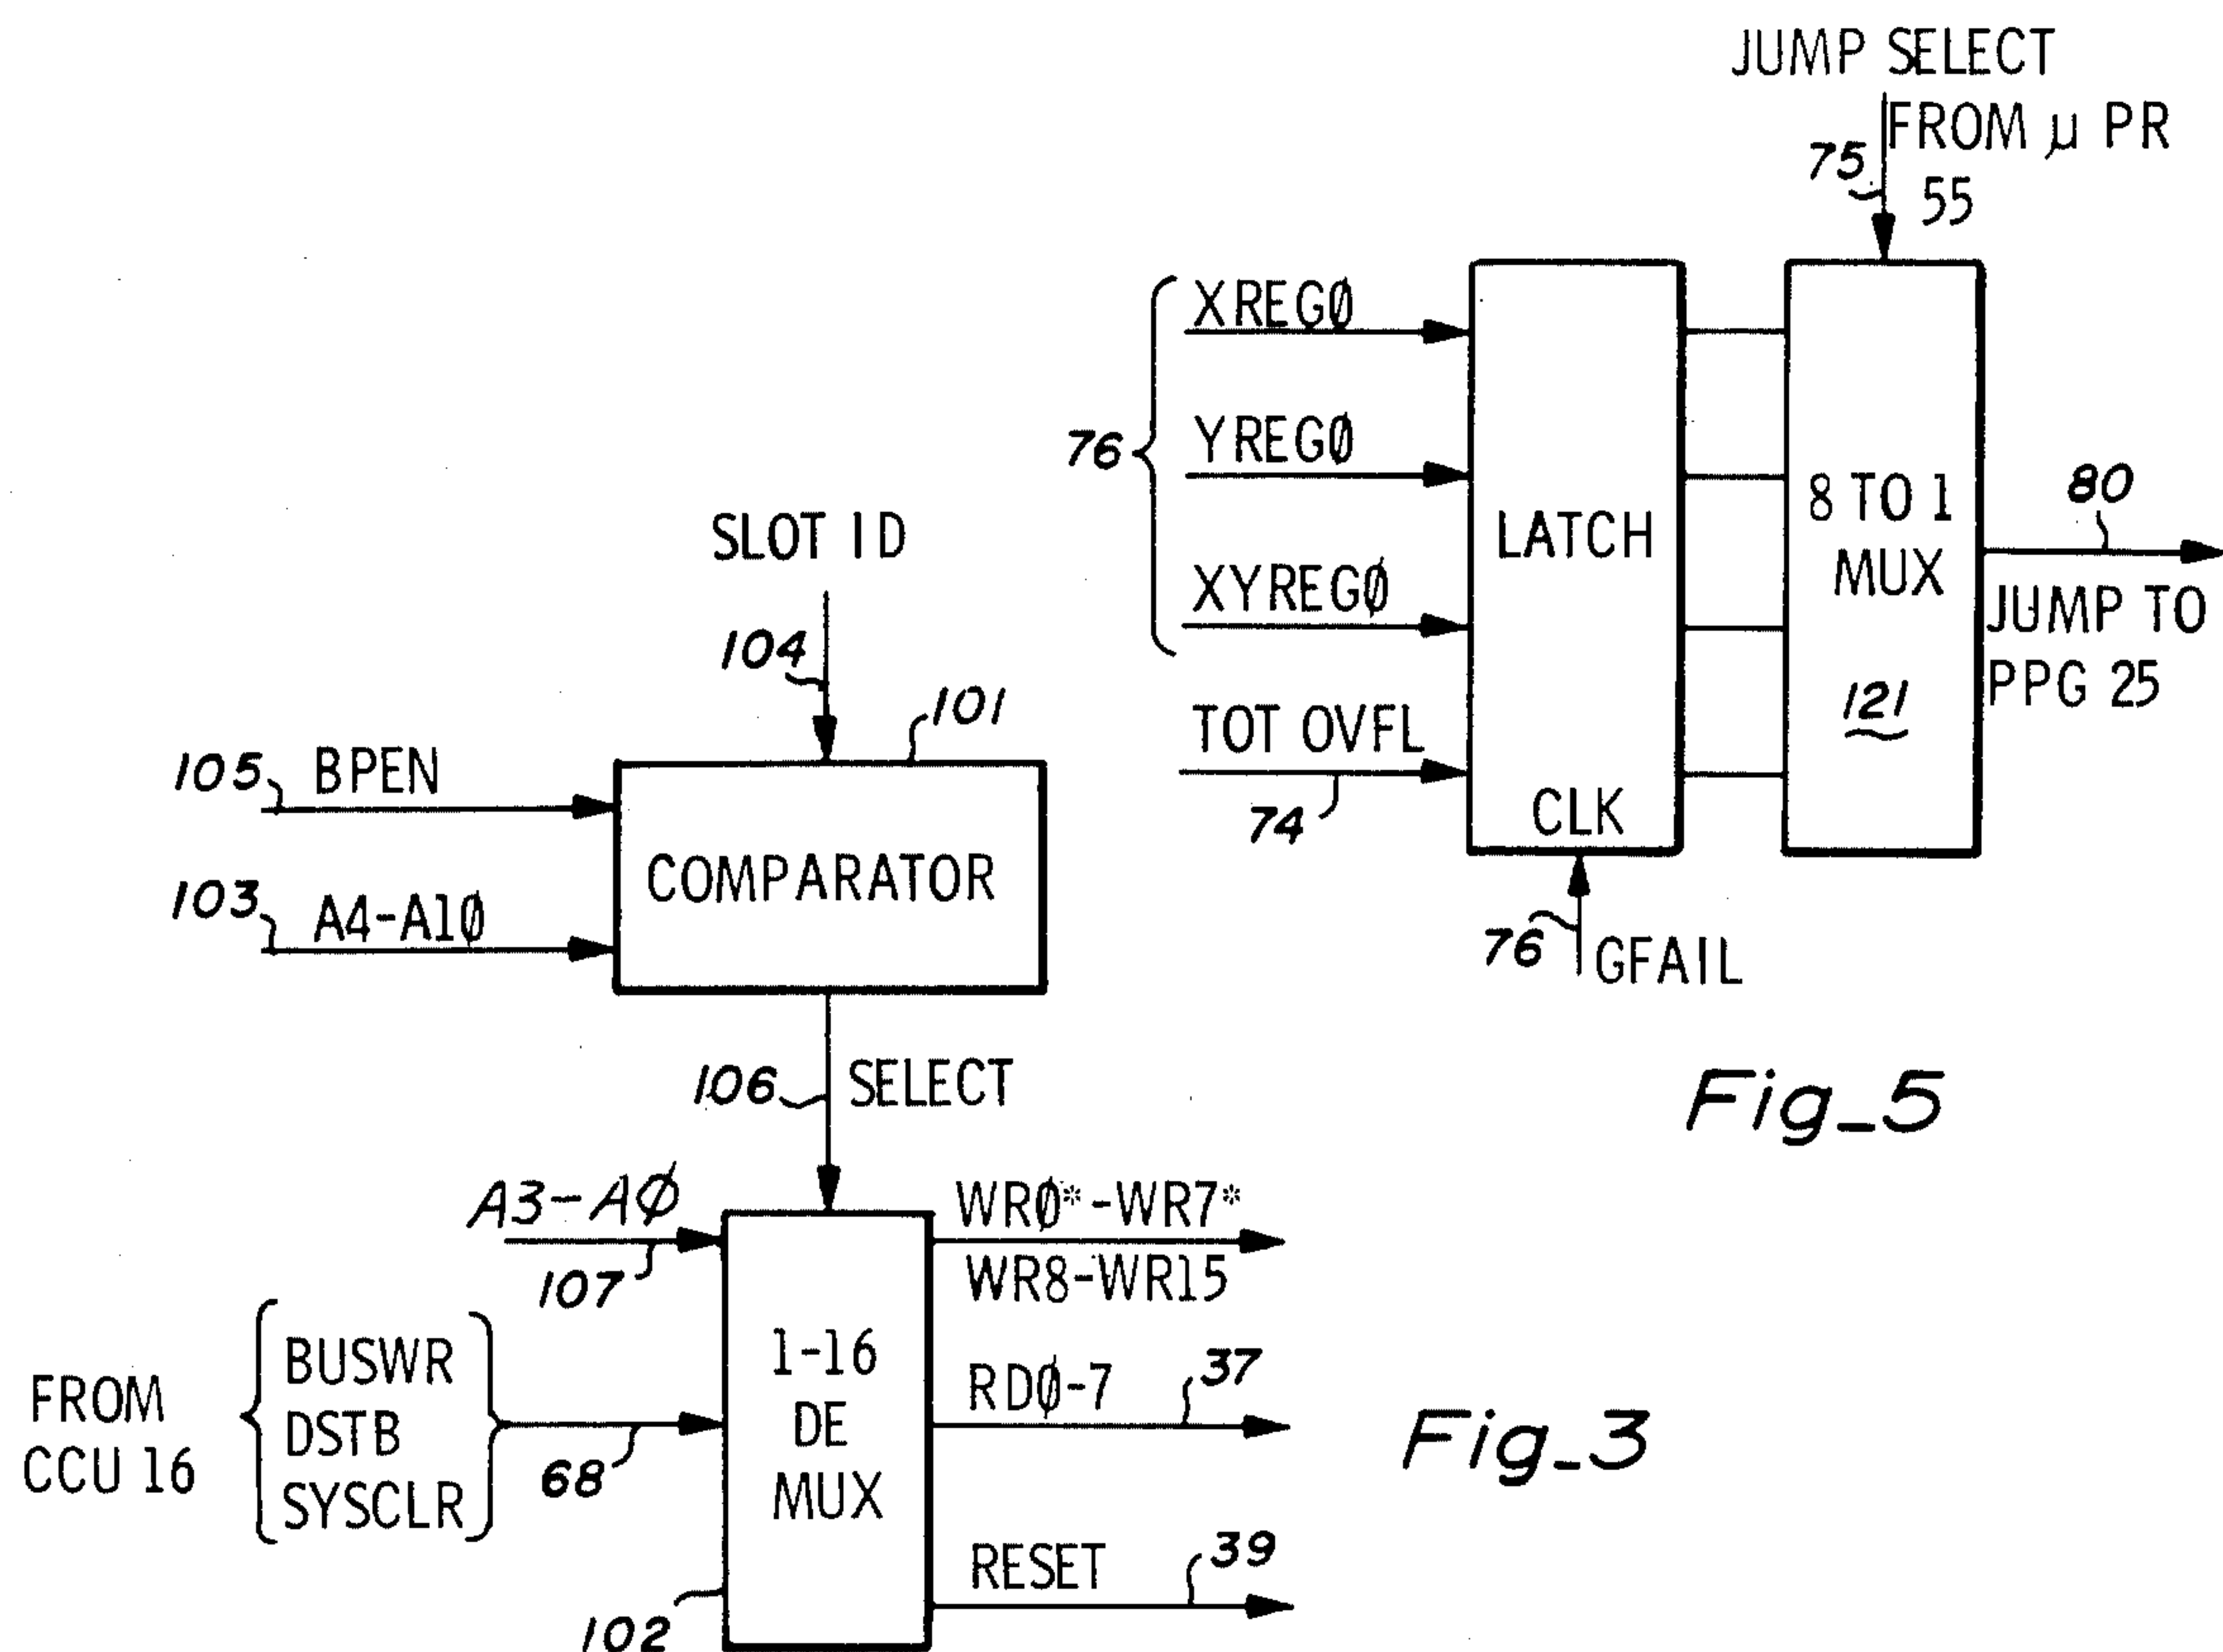 JUMP SELECT
FROM µ PR
55
75
76
XREGØ
YREGØ
XYREGØ
TOT OVFL
74
LATCH
CLK
76
GFAIL
8 TO 1
MUX
121
80
JUMP TO
PPG 25
Fig_5
SLOT ID
104
101
105
BPEN
103
A4-A1Ø
COMPARATOR
106
SELECT
A3-AØ
107
FROM
CCU 16
BUSWR
DSTB
SYSCLR
68
1-16
DE
MUX
102
WRØ*-WR7*
WR8-WR15
RDØ-7
37
RESET
39
Fig_3